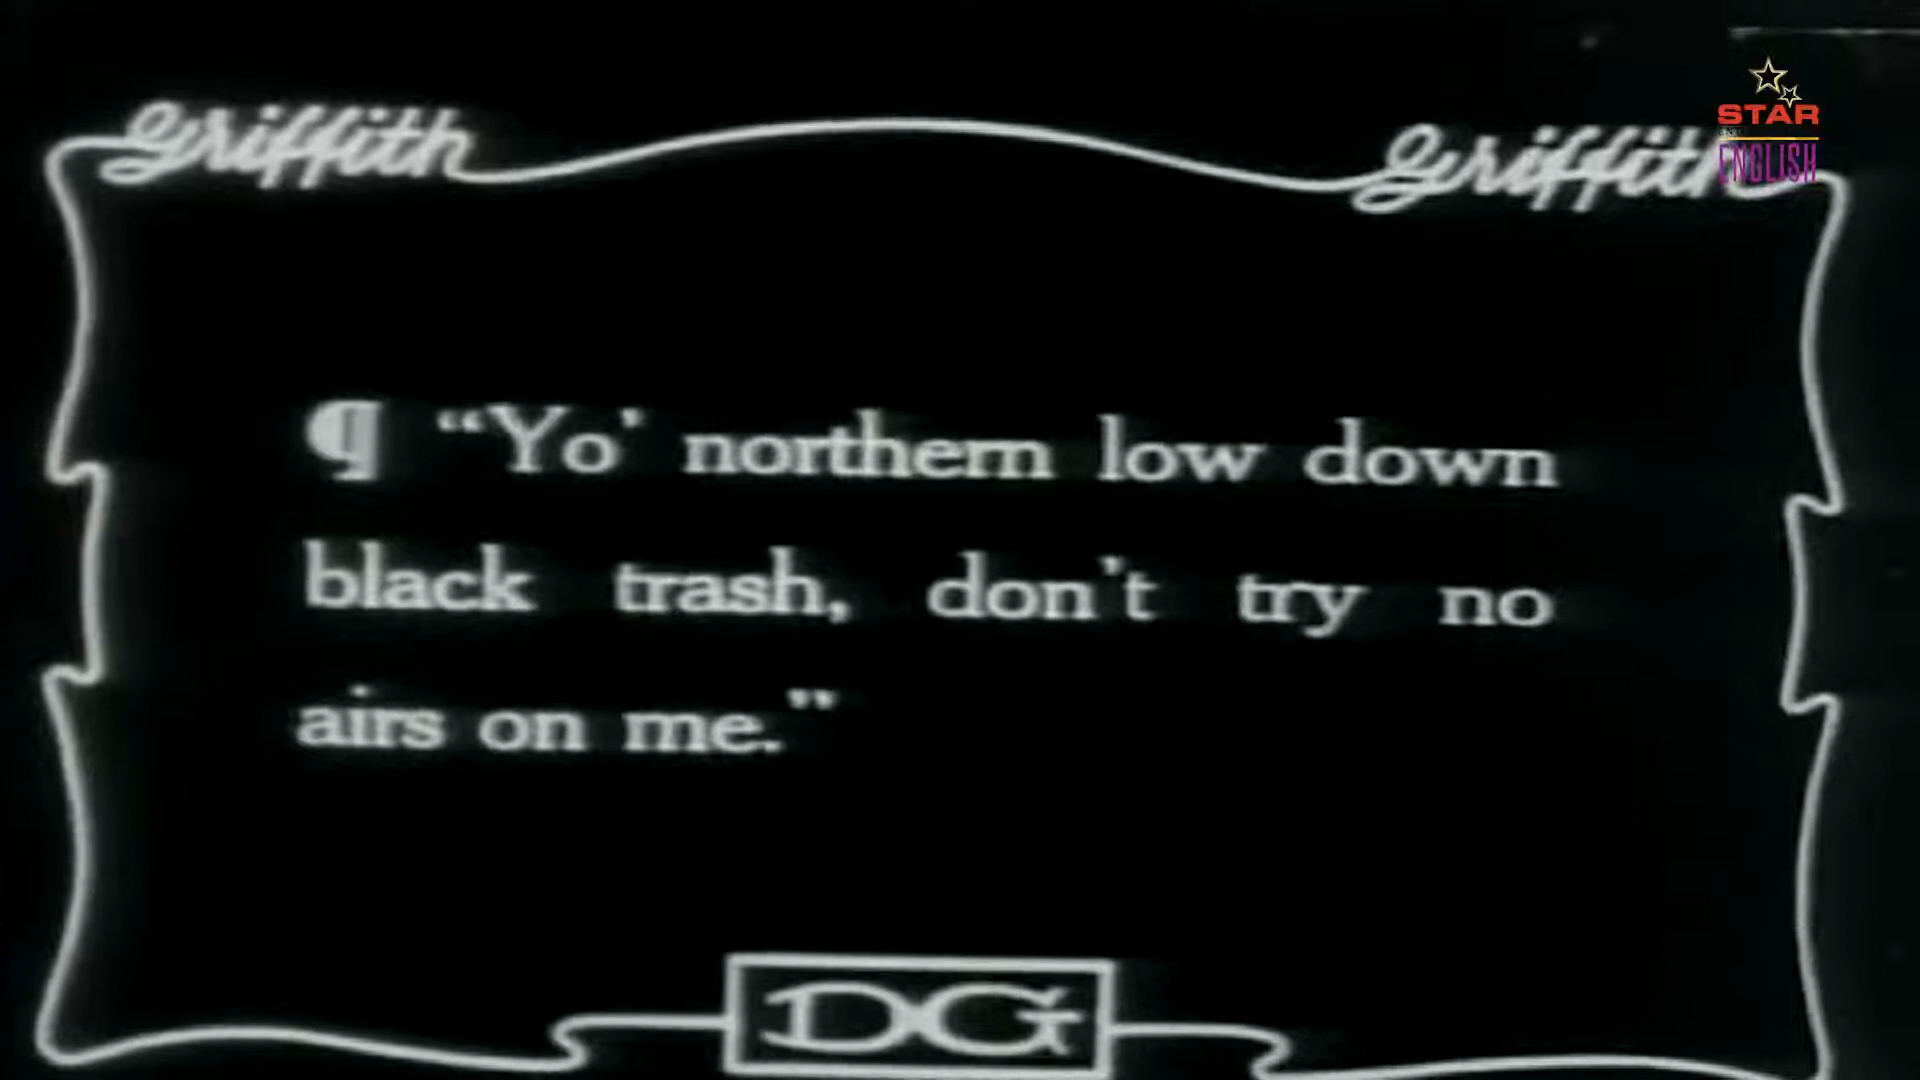 Griffith Griffith
STAR
ENGLISH
¶ “Yo’ northern low down
black trash, don’t try no
airs on me.”
DG